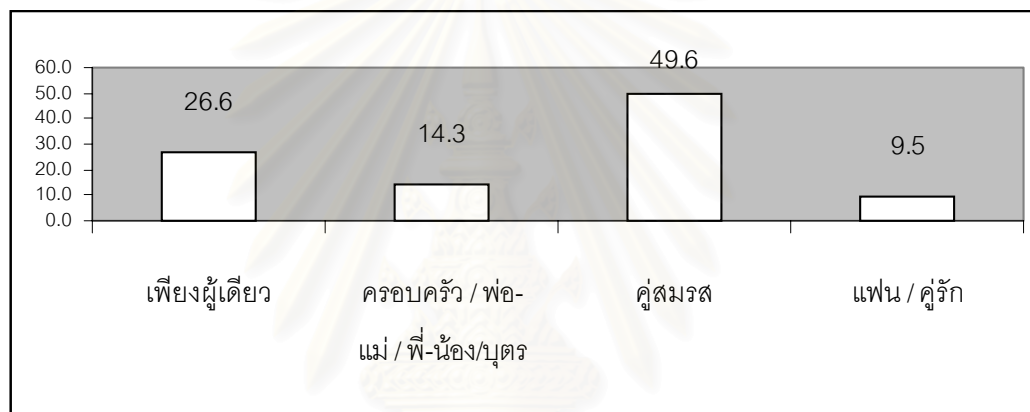 60.0
50.0
40.0
30.0
20.0
10.0
0.0
26.6
14.3
49.6
9.5
เพียงผู้เดียว
ครอบครัว / พ่อ-
แม่ / พี่-น้อง/บุตร
คู่สมรส
แฟน / คู่รัก